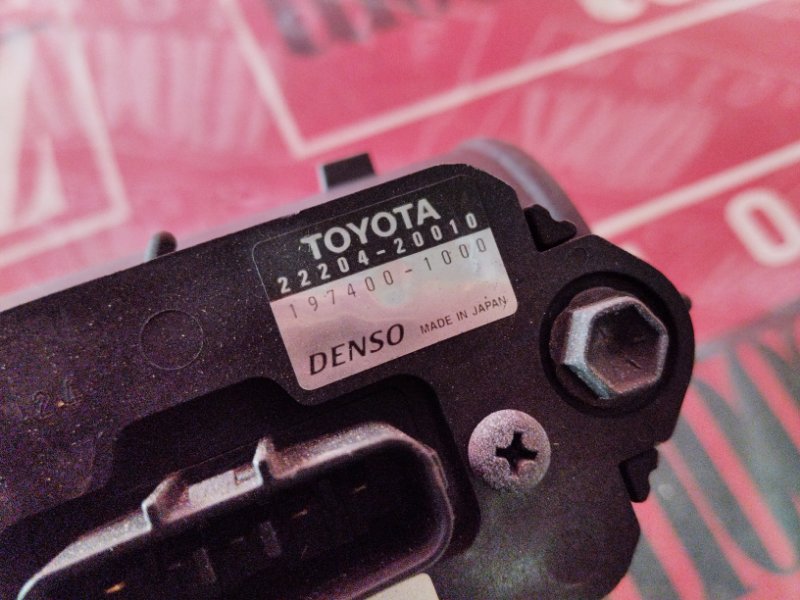 TOYOTA
22204-20010
197400-1000
DENSO MADE IN JAPAN